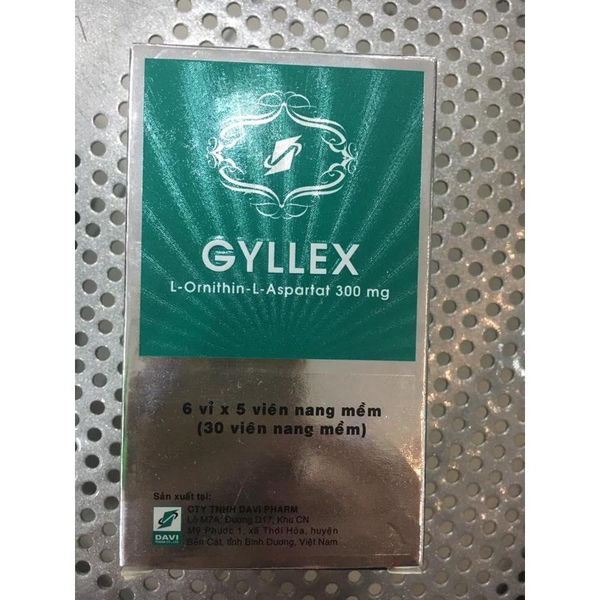 GYLLEX
L-Ornithin-L-Aspartat 300 mg
6 vỉ x 5 viên nang mềm
(30 viên nang mềm)
Sản xuất tại:
CTY TNHH DAVI PHARM
Lô M7A, Đường D17, Khu CN
Mỹ Phước 1, xã Thới Hòa, huyện
Bến Cát, tỉnh Bình Dương, Việt Nam
DAVI